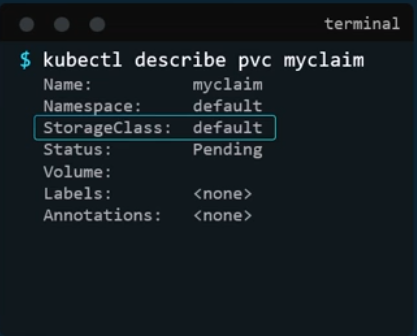 terminal
$ kubectl describe pvc myclaim
Name: myclaim
Namespace: default
StorageClass: default
Status: Pending
Volume:
Labels: <none>
Annotations: <none>